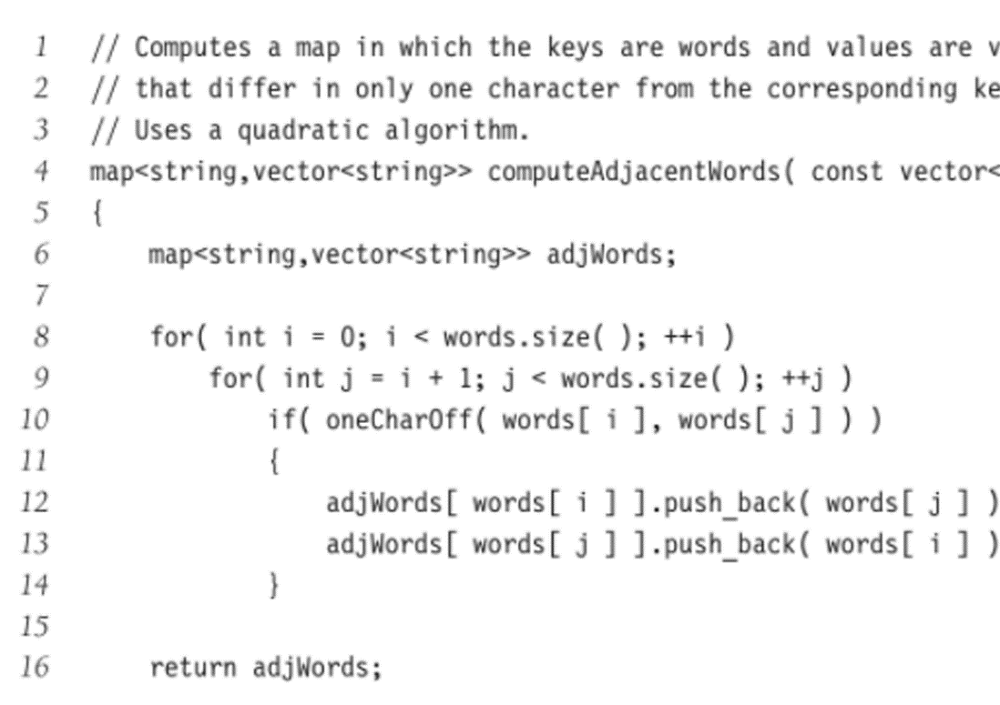 1 // Computes a map in which the keys are words and values are v
2 // that differ in only one character from the corresponding ke
3 // Uses a quadratic algorithm.
4 map<string,vector<string>> computeAdjacentWords( const vector<
5 {
6     map<string,vector<string>> adjWords;
7
8     for( int i = 0; i < words.size( ); ++i )
9         for( int j = i + 1; j < words.size( ); ++j )
10             if( oneCharOff( words[ i ], words[ j ] ) )
11             {
12                 adjWords[ words[ i ] ].push_back( words[ j ] )
13                 adjWords[ words[ j ] ].push_back( words[ i ] )
14             }
15
16     return adjWords;